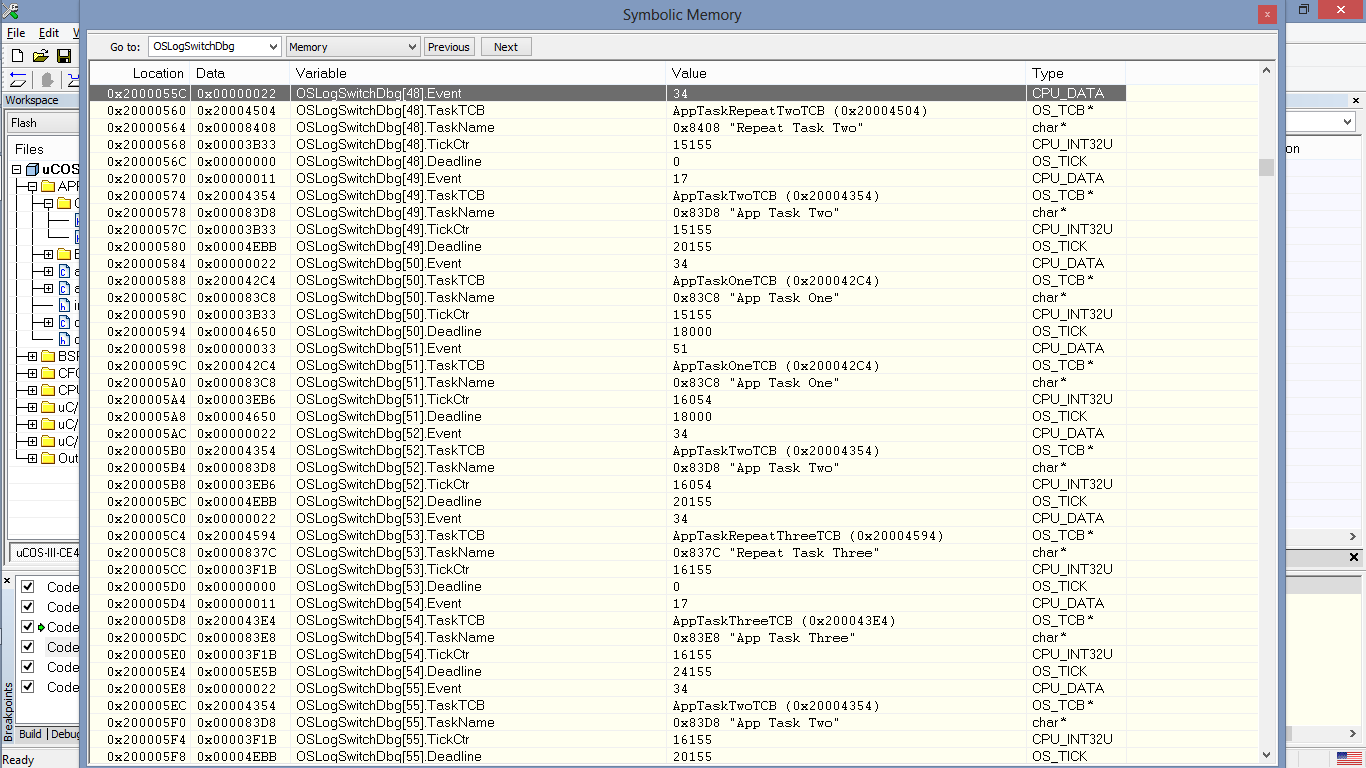 Symbolic Memory
x
File Edit V
Go to: OSLogSwitchDbg Memory Previous Next
Workspace
Flash
Files
uCOS
Location Data Variable Value Type
0x2000055C 0x00000022 OSLogSwitchDbg[48].Event 34 CPU_DATA
0x20000560 0x20004504 OSLogSwitchDbg[48].TaskTCB AppTaskRepeatTwoTCB (0x20004504) OS_TCB*
0x20000564 0x00008408 OSLogSwitchDbg[48].TaskName 0x8408 "Repeat Task Two" char*
0x20000568 0x00003B33 OSLogSwitchDbg[48].TickCtr 15155 CPU_INT32U
0x2000056C 0x00000000 OSLogSwitchDbg[48].Deadline 0 OS_TICK
0x20000570 0x00000011 OSLogSwitchDbg[49].Event 17 CPU_DATA
0x20000574 0x20004354 OSLogSwitchDbg[49].TaskTCB AppTaskTwoTCB (0x20004354) OS_TCB*
0x20000578 0x000083D8 OSLogSwitchDbg[49].TaskName 0x83D8 "App Task Two" char*
0x2000057C 0x00003B33 OSLogSwitchDbg[49].TickCtr 15155 CPU_INT32U
0x20000580 0x00004EBB OSLogSwitchDbg[49].Deadline 20155 OS_TICK
0x20000584 0x00000022 OSLogSwitchDbg[50].Event 34 CPU_DATA
0x20000588 0x200042C4 OSLogSwitchDbg[50].TaskTCB AppTaskOneTCB (0x200042C4) OS_TCB*
0x2000058C 0x000083C8 OSLogSwitchDbg[50].TaskName 0x83C8 "App Task One" char*
0x20000590 0x00003B33 OSLogSwitchDbg[50].TickCtr 15155 CPU_INT32U
0x20000594 0x00004650 OSLogSwitchDbg[50].Deadline 18000 OS_TICK
0x20000598 0x00000033 OSLogSwitchDbg[51].Event 51 CPU_DATA
0x2000059C 0x200042C4 OSLogSwitchDbg[51].TaskTCB AppTaskOneTCB (0x200042C4) OS_TCB*
0x200005A0 0x000083C8 OSLogSwitchDbg[51].TaskName 0x83C8 "App Task One" char*
0x200005A4 0x00003EB6 OSLogSwitchDbg[51].TickCtr 16054 CPU_INT32U
0x200005A8 0x00004650 OSLogSwitchDbg[51].Deadline 18000 OS_TICK
0x200005AC 0x00000022 OSLogSwitchDbg[52].Event 34 CPU_DATA
0x200005B0 0x20004354 OSLogSwitchDbg[52].TaskTCB AppTaskTwoTCB (0x20004354) OS_TCB*
0x200005B4 0x000083D8 OSLogSwitchDbg[52].TaskName 0x83D8 "App Task Two" char*
0x200005B8 0x00003EB6 OSLogSwitchDbg[52].TickCtr 16054 CPU_INT32U
0x200005BC 0x00004EBB OSLogSwitchDbg[52].Deadline 20155 OS_TICK
0x200005C0 0x00000022 OSLogSwitchDbg[53].Event 34 CPU_DATA
0x200005C4 0x20004594 OSLogSwitchDbg[53].TaskTCB AppTaskRepeatThreeTCB (0x20004594) OS_TCB*
0x200005C8 0x0000837C OSLogSwitchDbg[53].TaskName 0x837C "Repeat Task Three" char*
0x200005CC 0x00003F1B OSLogSwitchDbg[53].TickCtr 16155 CPU_INT32U
0x200005D0 0x00000000 OSLogSwitchDbg[53].Deadline 0 OS_TICK
0x200005D4 0x00000011 OSLogSwitchDbg[54].Event 17 CPU_DATA
0x200005D8 0x200043E4 OSLogSwitchDbg[54].TaskTCB AppTaskThreeTCB (0x200043E4) OS_TCB*
0x200005DC 0x000083E8 OSLogSwitchDbg[54].TaskName 0x83E8 "App Task Three" char*
0x200005E0 0x00003F1B OSLogSwitchDbg[54].TickCtr 16155 CPU_INT32U
0x200005E4 0x00005E5B OSLogSwitchDbg[54].Deadline 24155 OS_TICK
0x200005E8 0x00000022 OSLogSwitchDbg[55].Event 34 CPU_DATA
0x200005EC 0x20004354 OSLogSwitchDbg[55].TaskTCB AppTaskTwoTCB (0x20004354) OS_TCB*
0x200005F0 0x000083D8 OSLogSwitchDbg[55].TaskName 0x83D8 "App Task Two" char*
0x200005F4 0x00003F1B OSLogSwitchDbg[55].TickCtr 16155 CPU_INT32U
0x200005F8 0x00004EBB OSLogSwitchDbg[55].Deadline 20155 OS_TICK
APP
BSP
CFG
CPU
uC/
uC/
uC/
Out
on
uCOS-III-CE4
Code
Code
Code
Code
Code
Code
Breakpoints
Build Debu
Ready